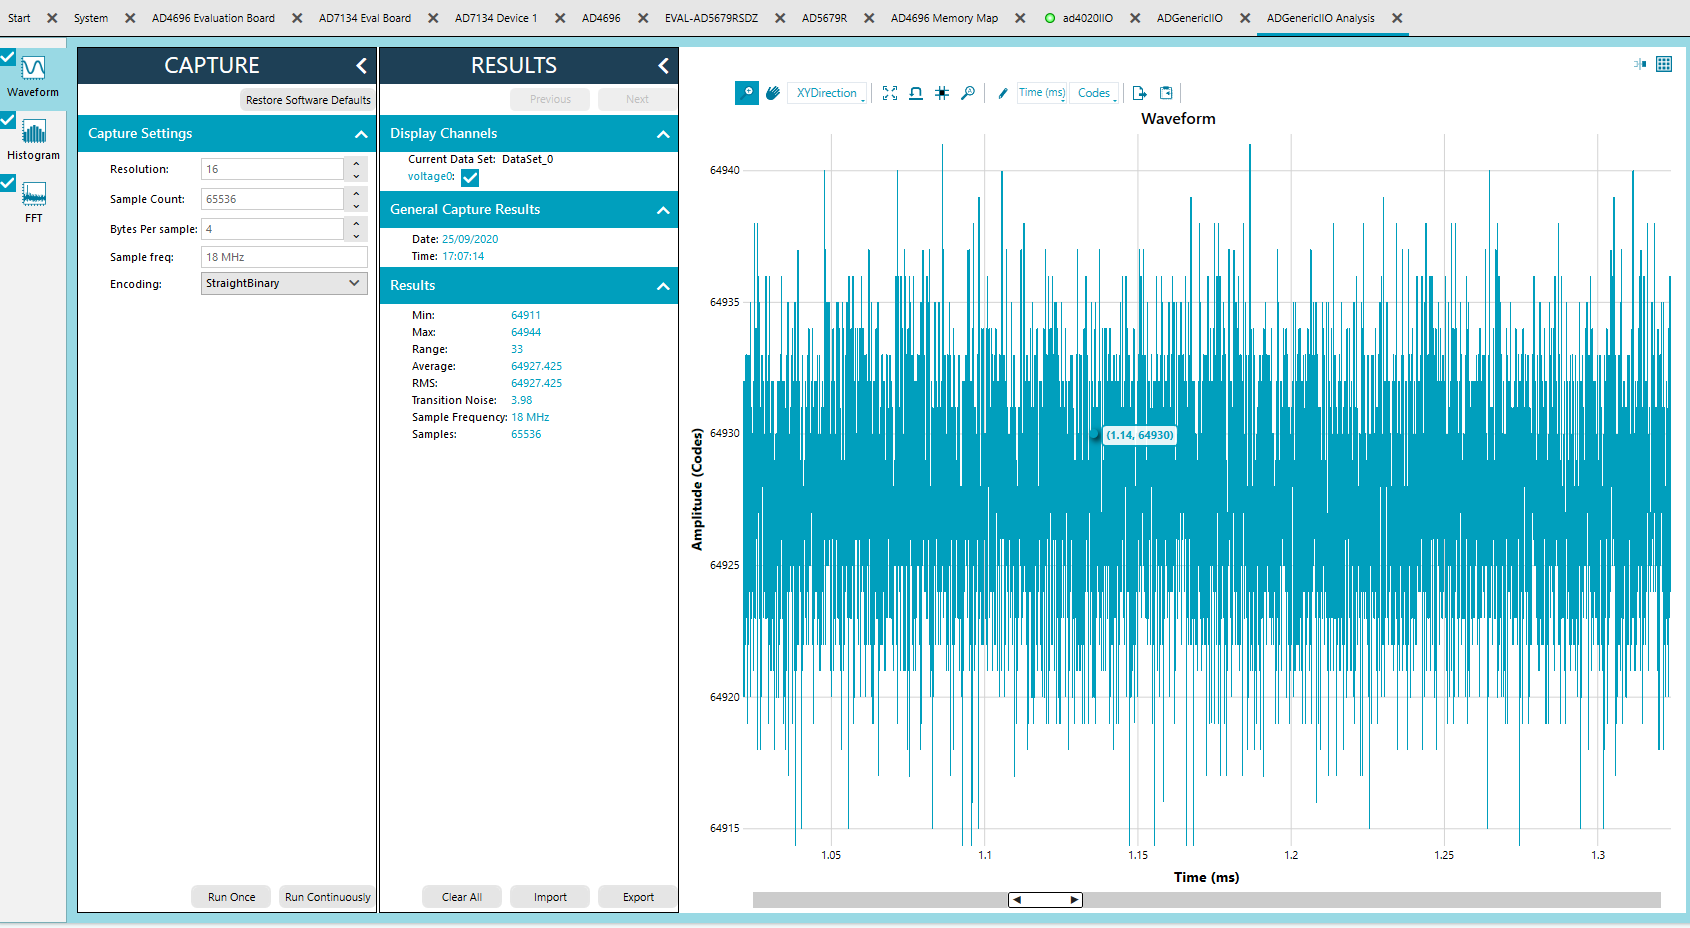 Start System AD4696 Evaluation Board AD7134 Eval Board AD7134 Device 1 AD4696 EVAL-AD5679RSDZ AD5679R AD4696 Memory Map ad4020IIO ADGenericIIO ADGenericIIO Analysis
Waveform
Histogram
FFT
CAPTURE
Restore Software Defaults
Capture Settings
Resolution: 16
Sample Count: 65536
Bytes Per sample: 4
Sample freq: 18 MHz
Encoding: StraightBinary
Run Once Run Continuously
RESULTS
Previous Next
Display Channels
Current Data Set: DataSet_0
voltage0:
General Capture Results
Date: 25/09/2020
Time: 17:07:14
Results
Min: 64911
Max: 64944
Range: 33
Average: 64927.425
RMS: 64927.425
Transition Noise: 3.98
Sample Frequency: 18 MHz
Samples: 65536
Clear All Import Export
XYDirection Time (ms) Codes
Waveform
Amplitude (Codes)
64940
64935
64930
64925
64920
64915
(1.14, 64930)
1.05 1.1 1.15 1.2 1.25 1.3
Time (ms)